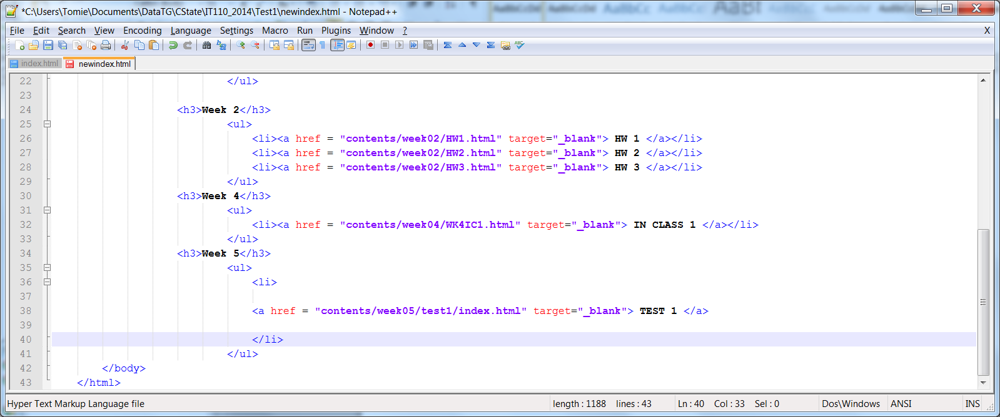 *C:\Users\Tomie\Documents\DataTG\CState\IT110_2014\Test1\newindex.html - Notepad++
File Edit Search View Encoding Language Settings Macro Run Plugins Window ? X
index.html newindex.html
22 </ul>
23
24 <h3>Week 2</h3>
25 <ul>
26 <li><a href = "contents/week02/HW1.html" target="_blank"> HW 1 </a></li>
27 <li><a href = "contents/week02/HW2.html" target="_blank"> HW 2 </a></li>
28 <li><a href = "contents/week02/HW3.html" target="_blank"> HW 3 </a></li>
29 </ul>
30 <h3>Week 4</h3>
31 <ul>
32 <li><a href = "contents/week04/WK4IC1.html" target="_blank"> IN CLASS 1 </a></li>
33 </ul>
34 <h3>Week 5</h3>
35 <ul>
36 <li>
37
38 <a href = "contents/week05/test1/index.html" target="_blank"> TEST 1 </a>
39
40 </li>
41 </ul>
42 </body>
43 </html>
Hyper Text Markup Language file length : 1188 lines : 43 Ln : 40 Col : 33 Sel : 0 Dos\Windows ANSI INS